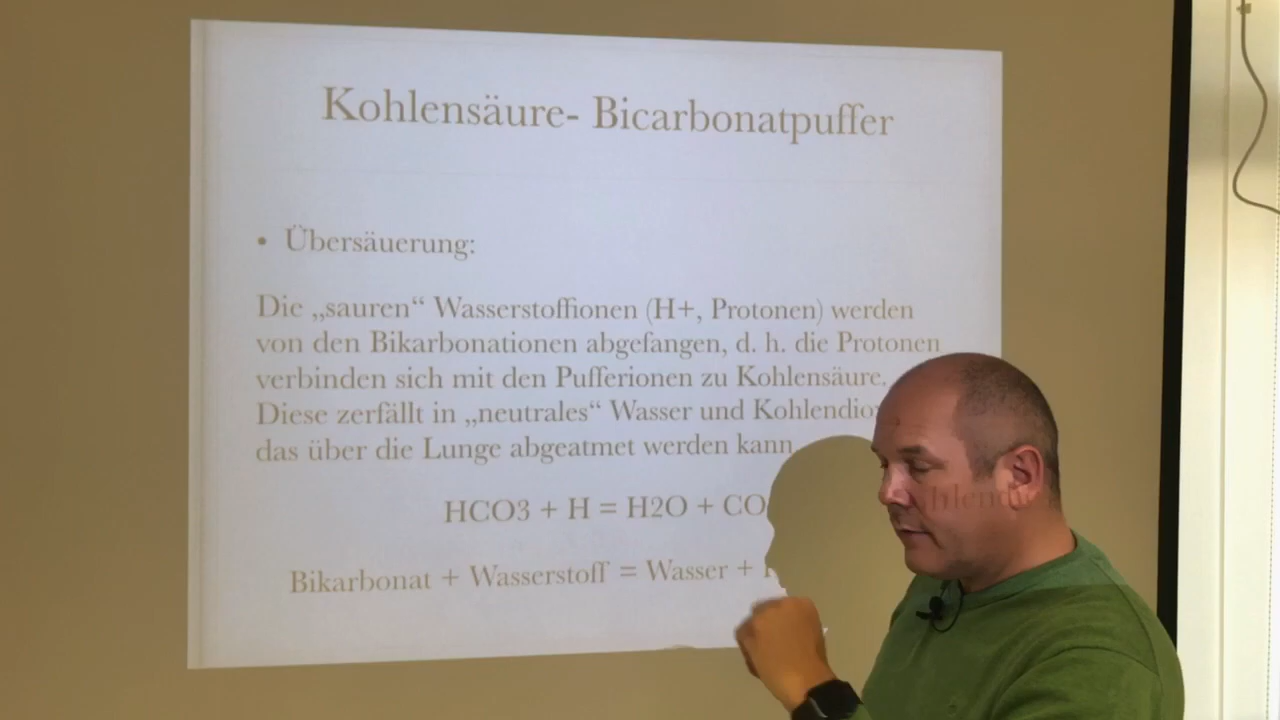 Kohlensäure- Bicarbonatpuffer
• Übersäuerung:
Die „sauren“ Wasserstoffionen (H+, Protonen) werden
von den Bikarbonationen abgefangen, d. h. die Protonen
verbinden sich mit den Pufferionen zu Kohlensäure.
Diese zerfällt in „neutrales“ Wasser und
das über die Lunge abgeatmet werden kann
HCO3 + H = H2O +
Bikarbonat + Wasserstoff = Wasser +